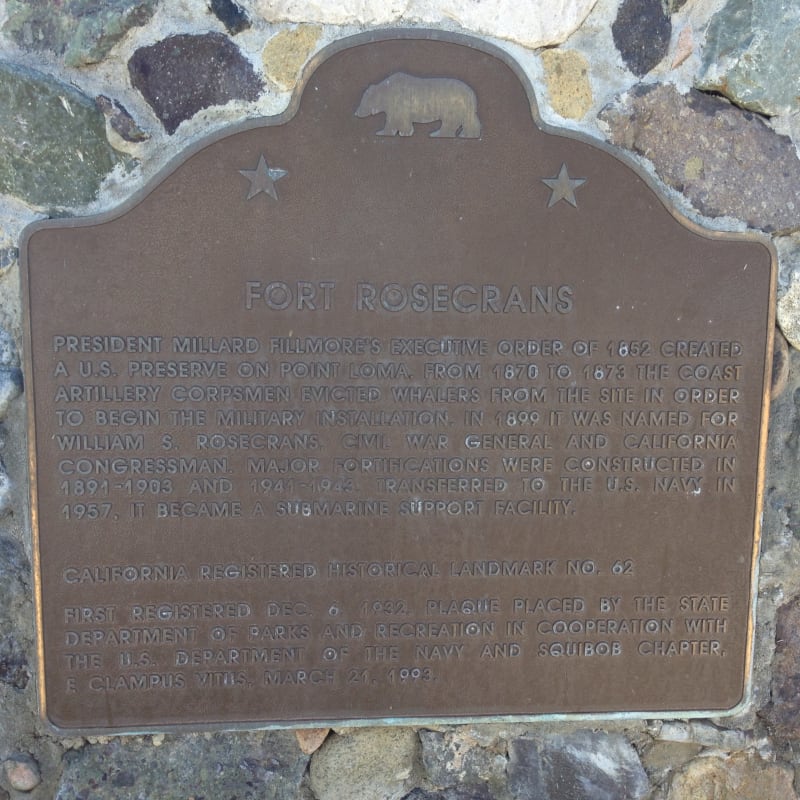 FORT ROSECRANS
PRESIDENT MILLARD FILLMORE'S EXECUTIVE ORDER OF 1852 CREATED
A U.S. PRESERVE ON POINT LOMA. FROM 1870 TO 1873 THE COAST
ARTILLERY CORPSMEN EVICTED WHALERS FROM THE SITE IN ORDER
TO BEGIN THE MILITARY INSTALLATION. IN 1899 IT WAS NAMED FOR
WILLIAM S. ROSECRANS, CIVIL WAR GENERAL AND CALIFORNIA
CONGRESSMAN. MAJOR FORTIFICATIONS WERE CONSTRUCTED IN
1891-1903 AND 1941-1943. TRANSFERRED TO THE U.S. NAVY IN
1957, IT BECAME A SUBMARINE SUPPORT FACILITY.
CALIFORNIA REGISTERED HISTORICAL LANDMARK NO. 62
FIRST REGISTERED DEC. 6, 1932. PLAQUE PLACED BY THE STATE
DEPARTMENT OF PARKS AND RECREATION IN COOPERATION WITH
THE U.S. DEPARTMENT OF THE NAVY AND SQUIBOB CHAPTER,
E CLAMPUS VITUS, MARCH 21, 1993.